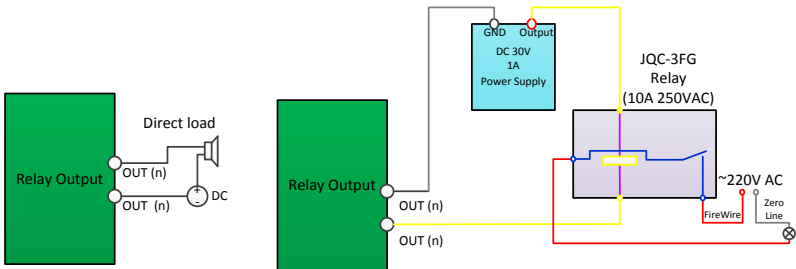 Relay Output
Direct load
OUT (n)
OUT (n)
+
-
DC
Relay Output
OUT (n)
OUT (n)
GND Output
DC 30V
1A
Power Supply
JQC-3FG
Relay
(10A 250VAC)
~220V AC
FireWire
Zero
Line